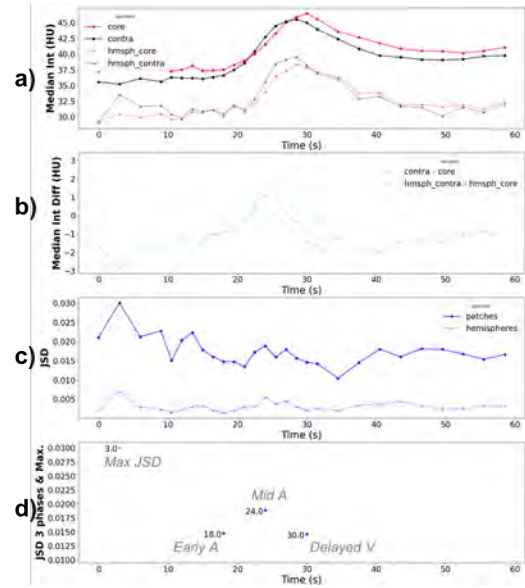 a)
Median Int (HU)
45.0
42.5
40.0
37.5
35.0
32.5
30.0
core
contra
hmsph_core
hmsph_contra
0 10 20 30 40 50 60
Time (s)
b)
Median Int Diff (HU)
3
2
1
0
−1
−2
−3
contra - core
hmsph_contra - hmsph_core
0 10 20 30 40 50 60
Time (s)
c)
JSD
0.030
0.025
0.020
0.015
0.010
0.005
patches
hemispheres
0 10 20 30 40 50 60
Time (s)
d)
JSD 3 phases & Max.
0.0300
0.0275
0.0250
0.0225
0.0200
0.0175
0.0150
0.0125
0.0100
3.0
Max JSD
Mid A
24.0
18.0
30.0
Early A
Delayed V
0 10 20 30 40 50 60
Time (s)